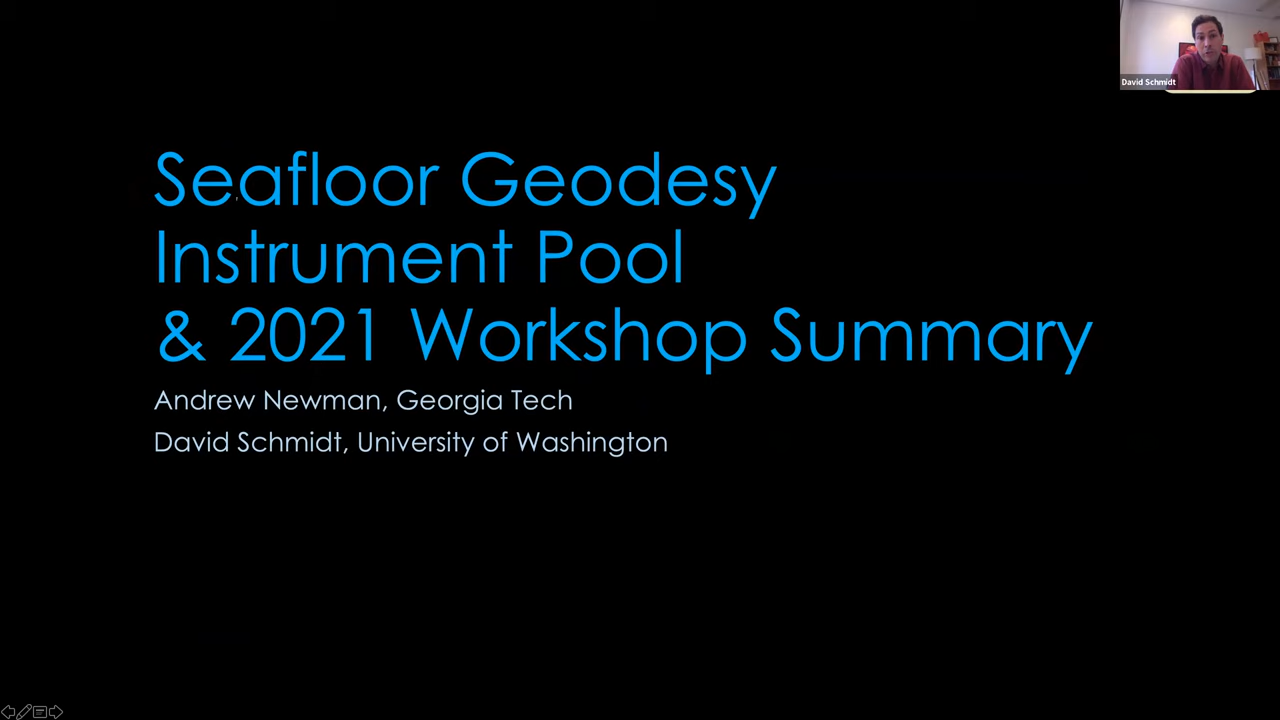 David Schmidt
Seafloor Geodesy
Instrument Pool
& 2021 Workshop Summary
Andrew Newman, Georgia Tech
David Schmidt, University of Washington